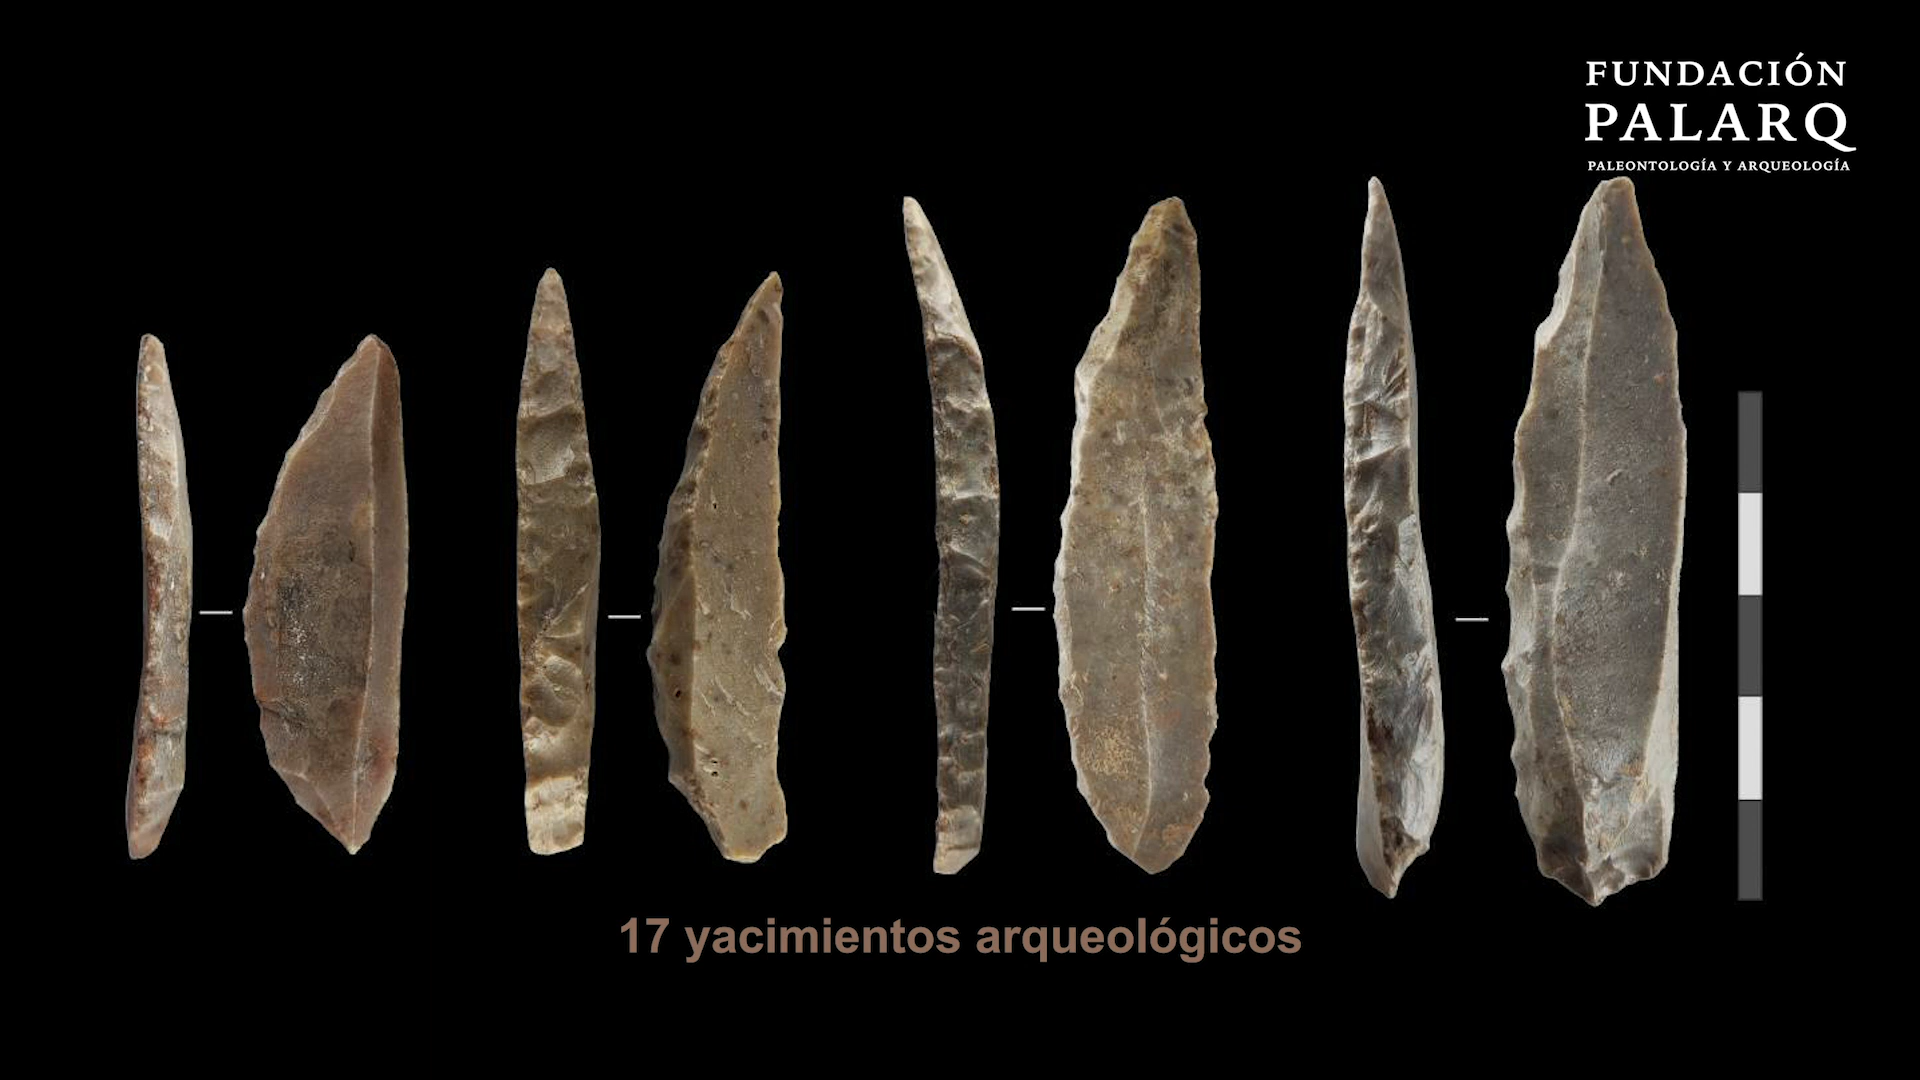 FUNDACIÓN
PALARQ
PALEONTOLOGÍA Y ARQUEOLOGÍA
17 yacimientos arqueológicos